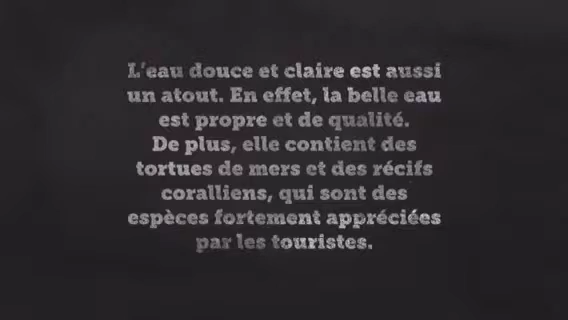 L'eau douce et claire est aussi
un atout. En effet, la belle eau
est propre et de qualité.
De plus, elle contient des
tortues de mers et des récifs
coralliens, qui sont des
espèces fortement appréciées
par les touristes.